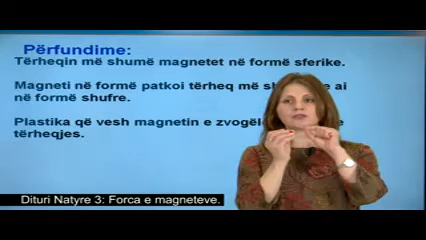 Përfundime:
Tërheqin më shumë magnetet në formë sferike.
Magneti në formë patkoi tërheq më ai
në formë shufre.
Plastika që vesh magnetin e
tërheqjes.
Dituri Natyre 3: Forca e magneteve.